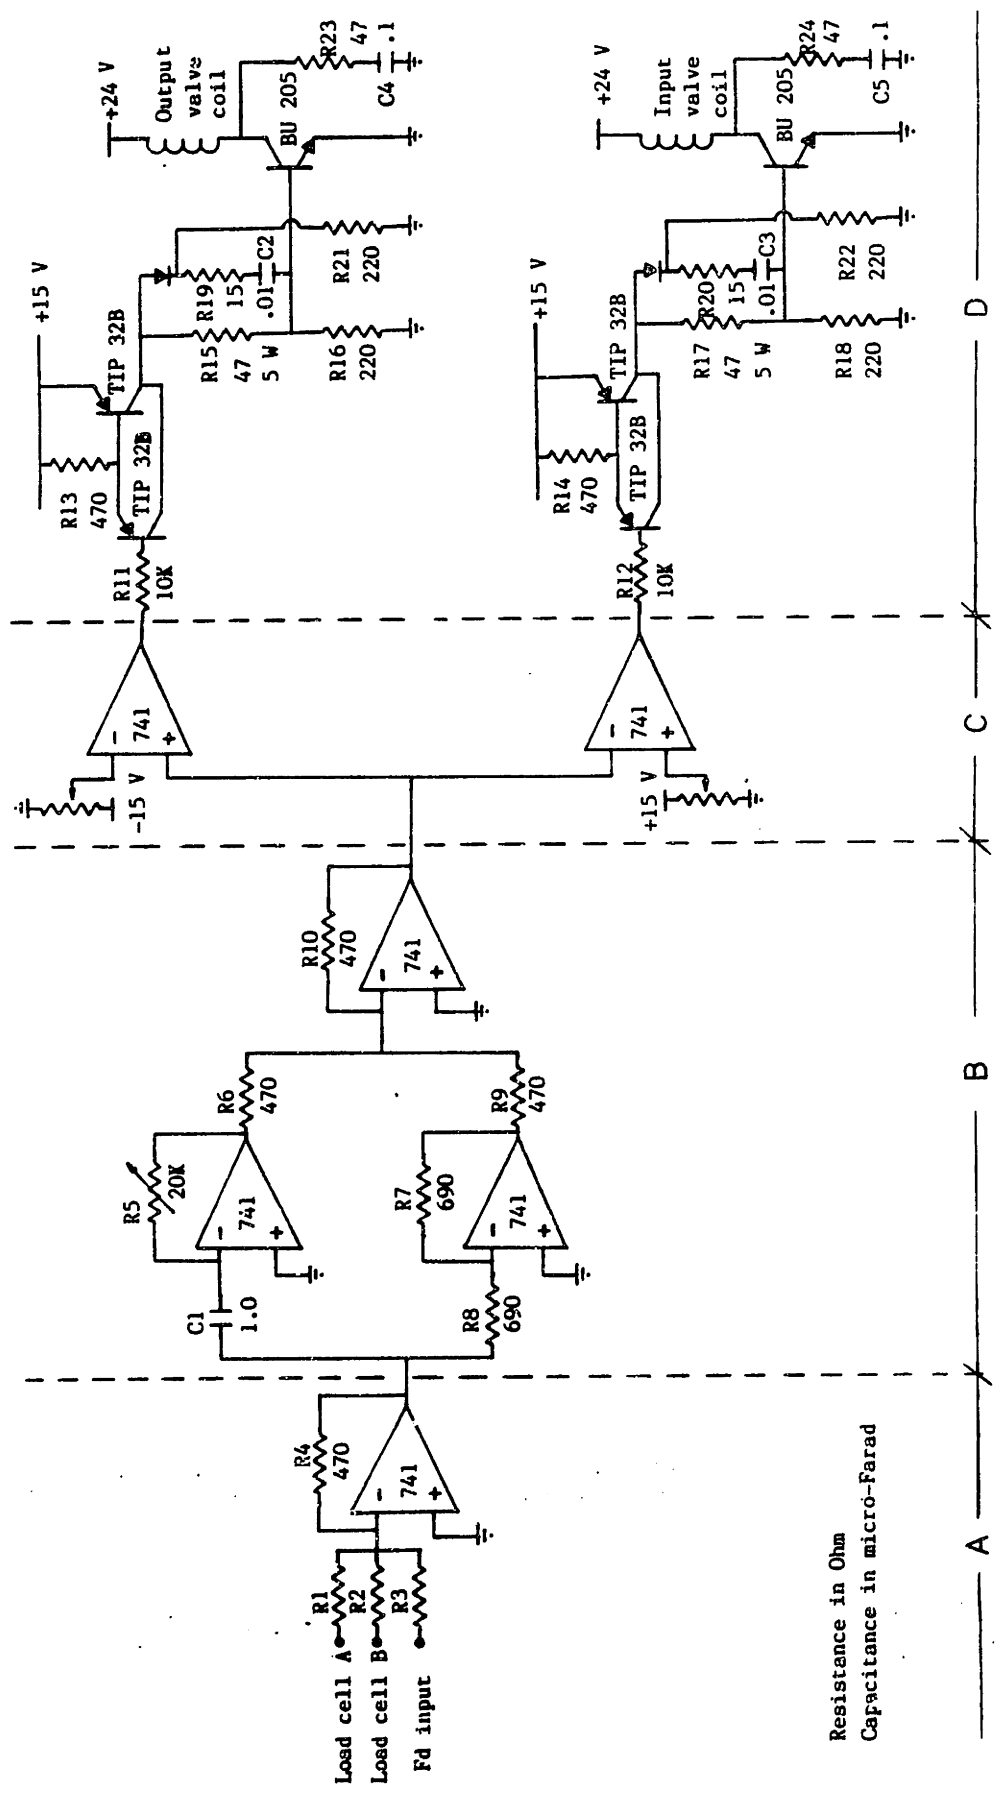 Load cell A
Load cell B
Fd input
R1
R2
R3
R4
470
-
741
+
C1
1.0
R5
20K
-
741
+
R6
470
R8
690
R7
690
-
741
+
R9
470
R10
470
-
741
+
-15 V
-
741
+
+15 V
-
741
+
R11
10K
R13
470
TIP 32B
TIP 32B
+15 V
R15
47
5 W
R19
15
.01
C2
R16
220
R21
220
+24 V
Output
valve
coil
BU 205
R23
47
C4
.1
R12
10K
R14
470
TIP 32B
TIP 32B
+15 V
R17
47
5 W
R20
15
.01
C3
R18
220
R22
220
+24 V
Input
valve
coil
BU 205
R24
47
C5
.1
Resistance in Ohm
Capacitance in micro-Farad
A
B
C
D